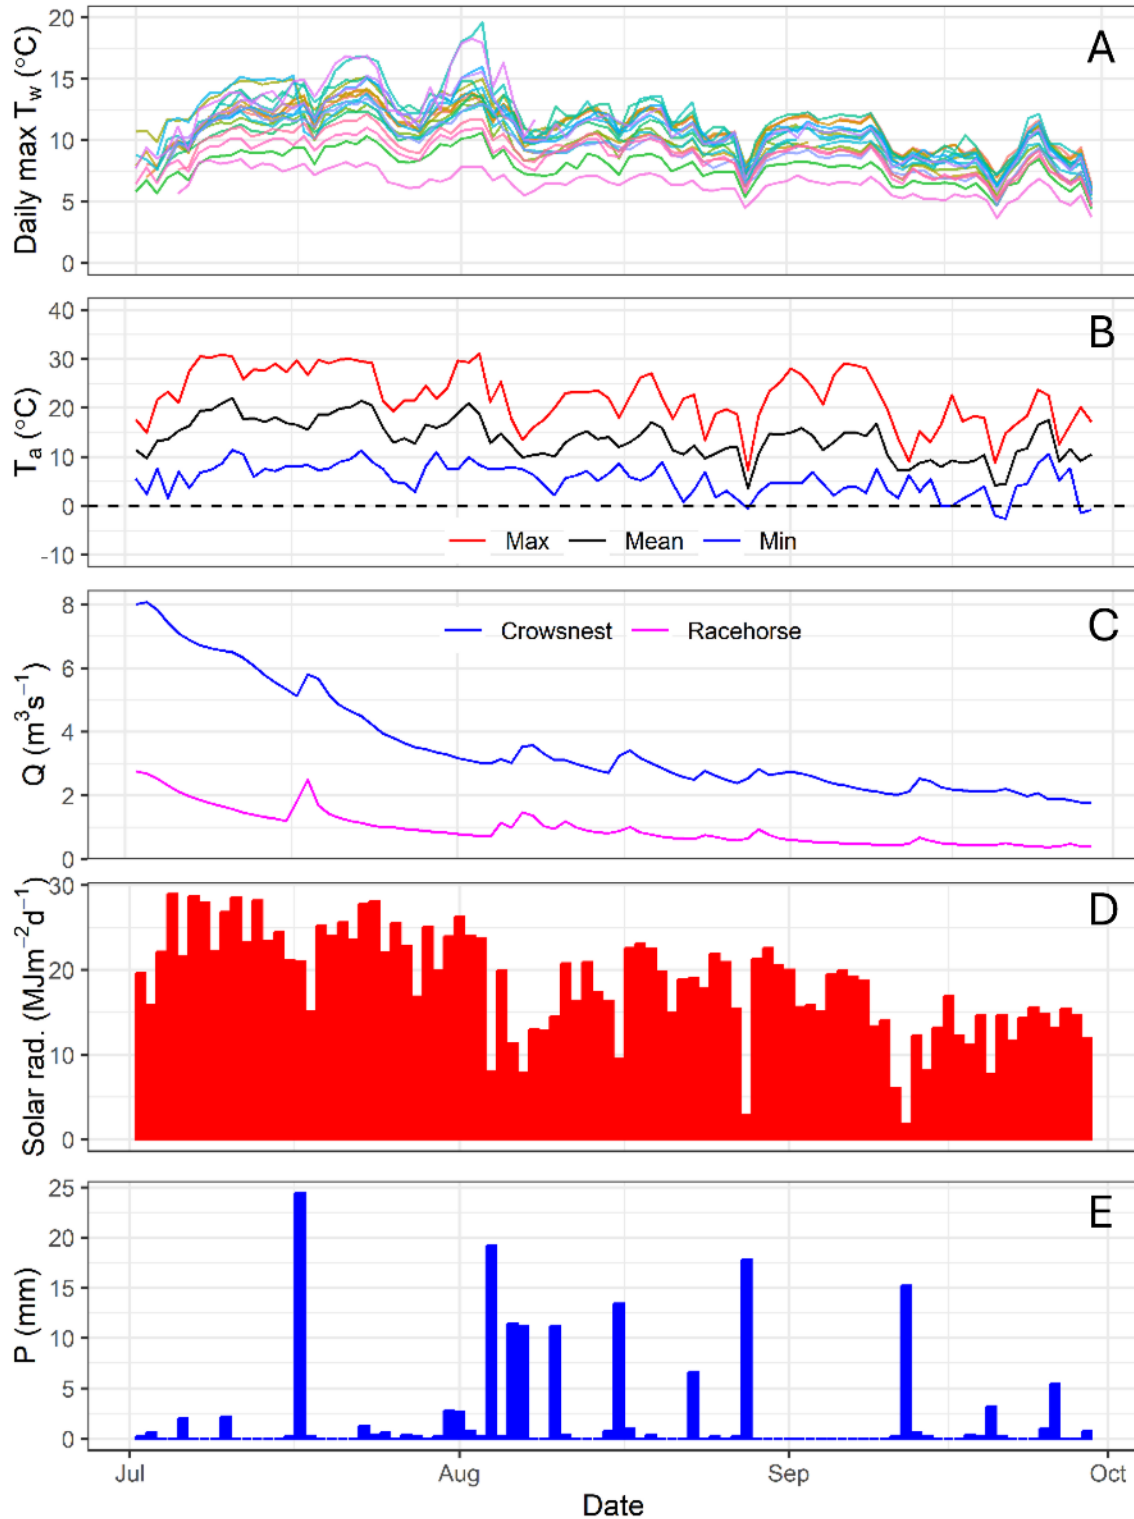 A
Daily max T_w (°C)
20
15
10
5
0
B
T_a (°C)
40
30
20
10
0
-10
Max Mean Min
C
Q (m³s⁻¹)
8
6
4
2
0
Crowsnest Racehorse
D
Solar rad. (MJm⁻²d⁻¹)
30
20
10
0
E
P (mm)
25
20
15
10
5
0
Jul Aug Sep Oct
Date